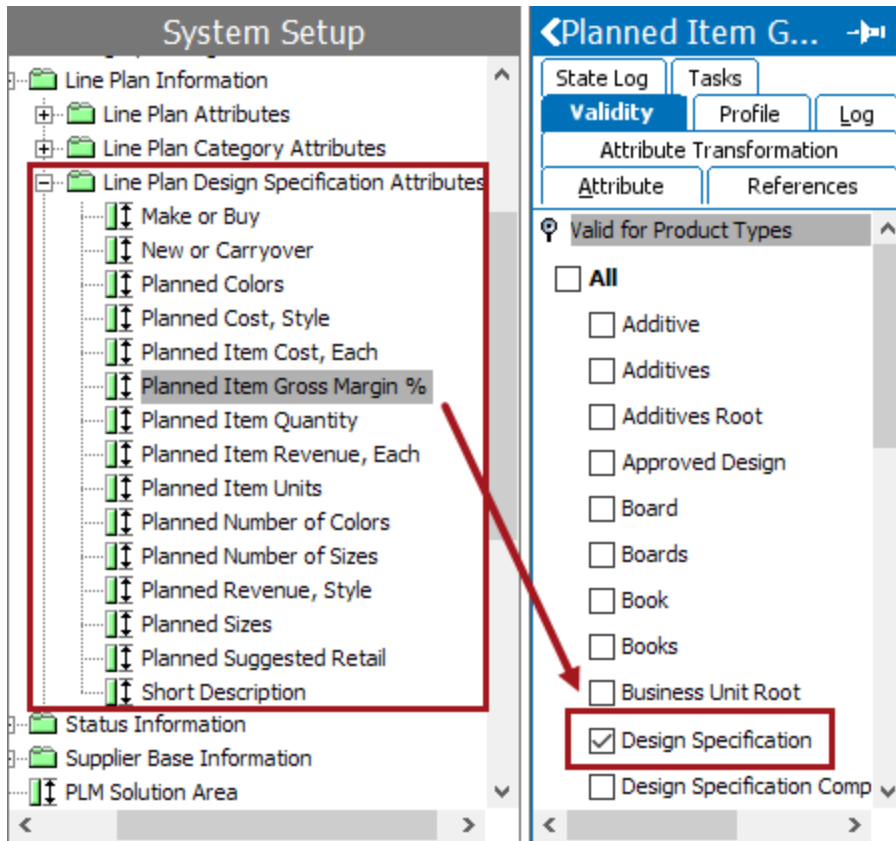 System Setup
Line Plan Information
Line Plan Attributes
Line Plan Category Attributes
Line Plan Design Specification Attributes
Make or Buy
New or Carryover
Planned Colors
Planned Cost, Style
Planned Item Cost, Each
Planned Item Gross Margin %
Planned Item Quantity
Planned Item Revenue, Each
Planned Item Units
Planned Number of Colors
Planned Number of Sizes
Planned Revenue, Style
Planned Sizes
Planned Suggested Retail
Short Description
Status Information
Supplier Base Information
PLM Solution Area
Planned Item G...
State Log Tasks
Validity Profile Log
Attribute Transformation
Attribute References
Valid for Product Types
All
Additive
Additives
Additives Root
Approved Design
Board
Boards
Book
Books
Business Unit Root
Design Specification
Design Specification Comp